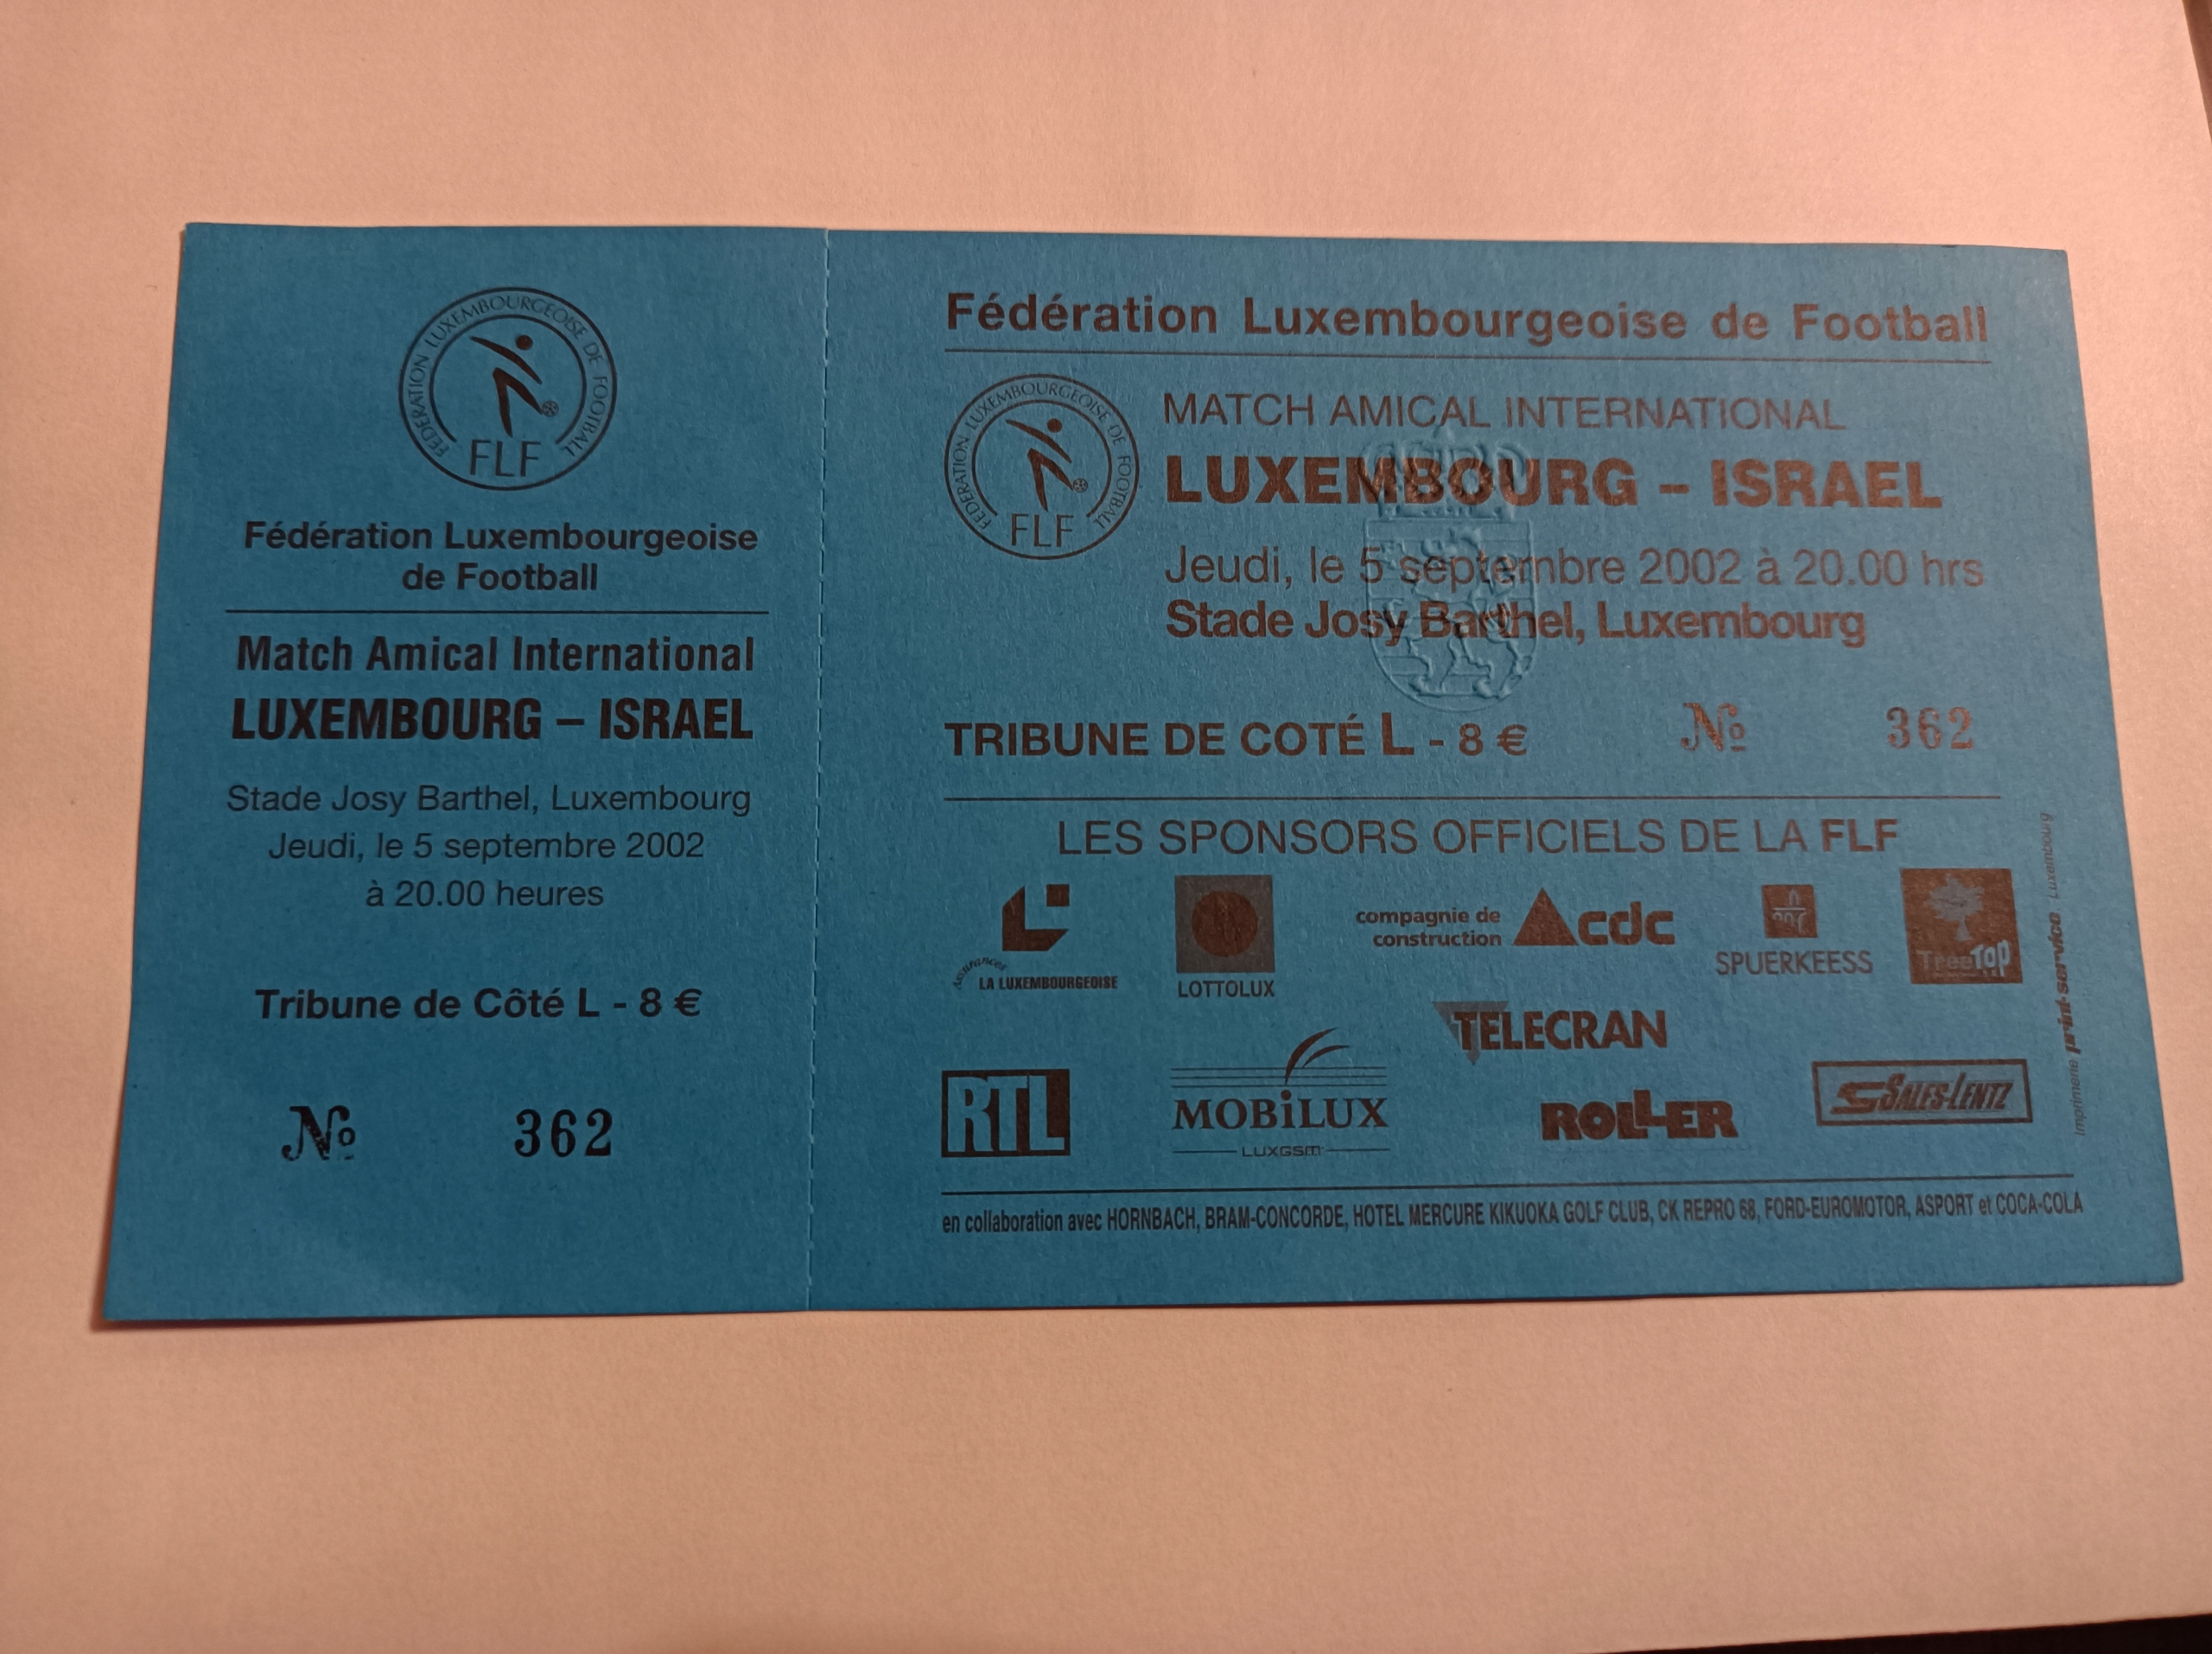 FÉDÉRATION LUXEMBOURGEOISE DE FOOTBALL
FLF
Fédération Luxembourgeoise
de Football
Match Amical International
LUXEMBOURG – ISRAEL
Stade Josy Barthel, Luxembourg
Jeudi, le 5 septembre 2002
à 20.00 heures
Tribune de Côté L - 8 €
No 362
Fédération Luxembourgeoise de Football
FÉDÉRATION LUXEMBOURGEOISE DE FOOTBALL
FLF
MATCH AMICAL INTERNATIONAL
LUXEMBOURG – ISRAEL
Jeudi, le 5 septembre 2002 à 20.00 hrs
Stade Josy Barthel, Luxembourg
TRIBUNE DE COTÉ L - 8 € No 362
LES SPONSORS OFFICIELS DE LA FLF
Assurances
LA LUXEMBOURGEOISE
LOTTOLUX
compagnie de
construction
cdc
SPUERKEESS
TreeTop
TELECRAN
RTL
MOBiLUX
LUXGSM
ROLLER
SALES-LENTZ
en collaboration avec HORNBACH, BRAM-CONCORDE, HOTEL MERCURE KIKUOKA GOLF CLUB, CK REPRO 68, FORD-EUROMOTOR, ASPORT et COCA-COLA
Imprimerie print-service Luxembourg